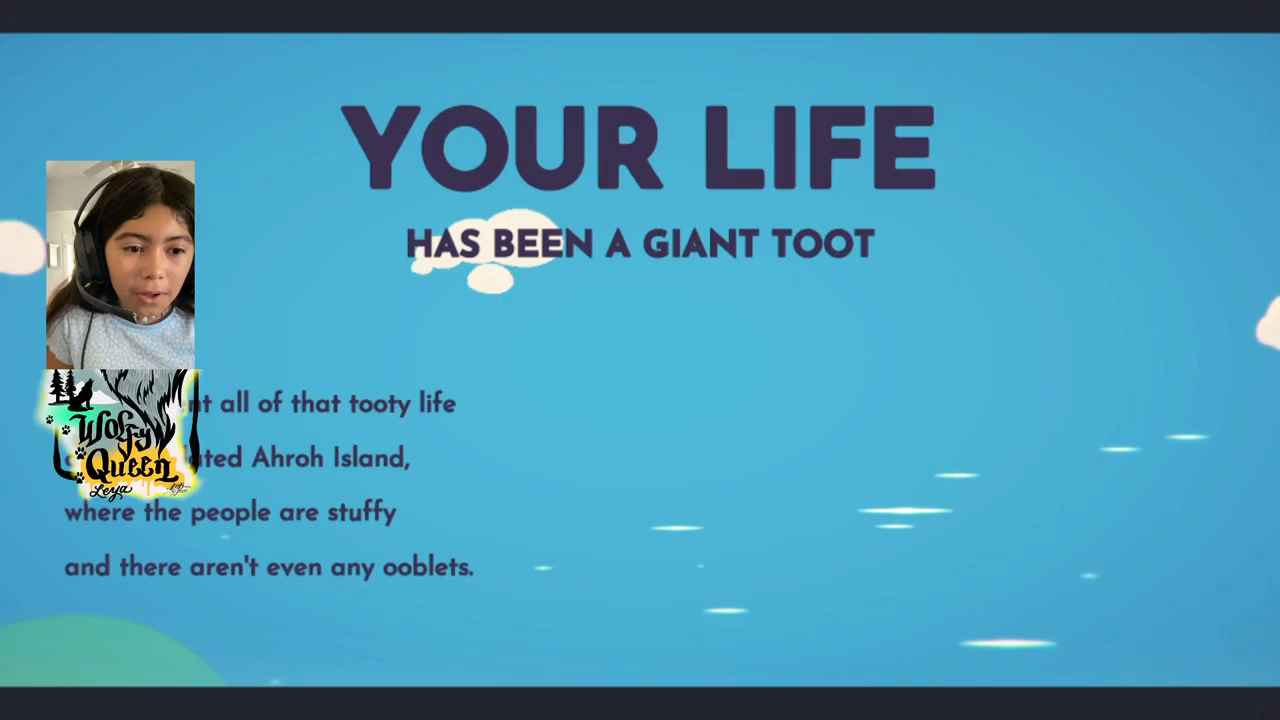 YOUR LIFE
HAS BEEN A GIANT TOOT
all of that tooty life
Ahroh Island,
where the people are stuffy
and there aren't even any ooblets.
Wolfy
Queen
Leya